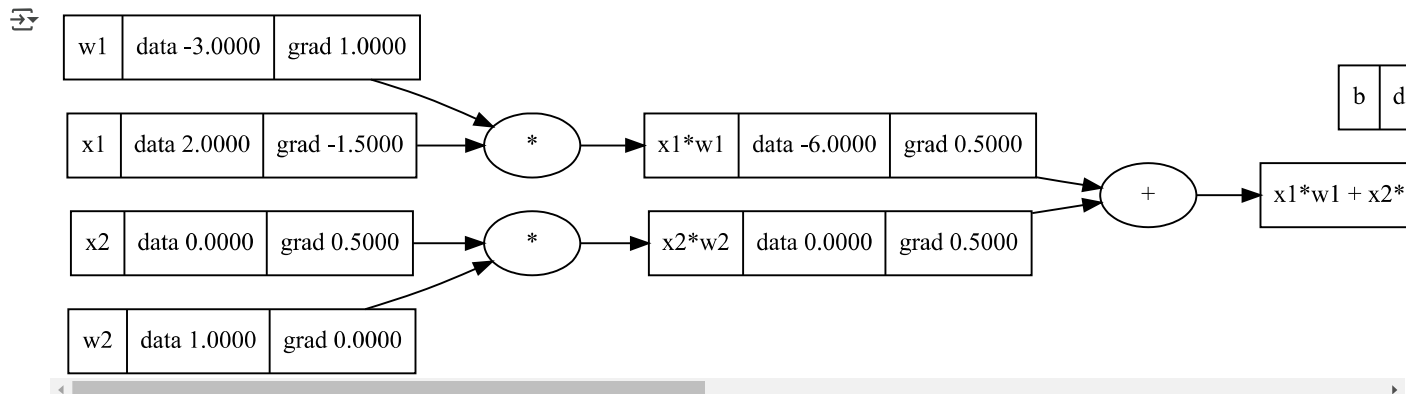 w1 data -3.0000 grad 1.0000
b d
x1 data 2.0000 grad -1.5000
*
x1*w1 data -6.0000 grad 0.5000
+
x1*w1 + x2*
x2 data 0.0000 grad 0.5000
*
x2*w2 data 0.0000 grad 0.5000
w2 data 1.0000 grad 0.0000